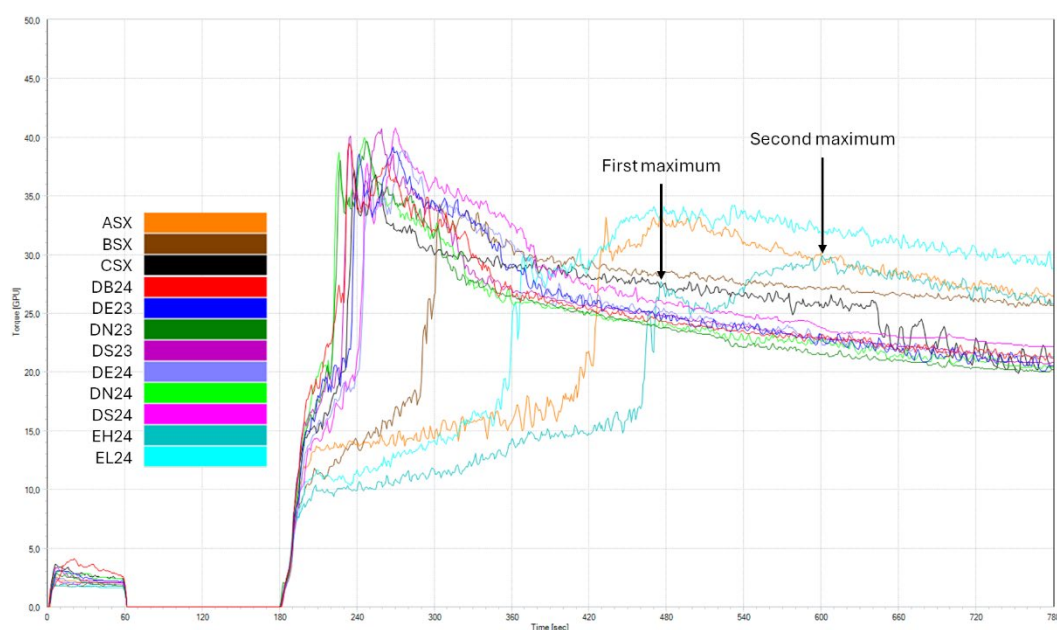 50,0
45,0
40,0
35,0
30,0
25,0
20,0
15,0
10,0
5,0
0,0
Torque [GPU]
First maximum
Second maximum
ASX
BSX
CSX
DB24
DE23
DN23
DS23
DE24
DN24
DS24
EH24
EL24
0 60 120 180 240 300 360 420 480 540 600 660 720 780
Time [sec]